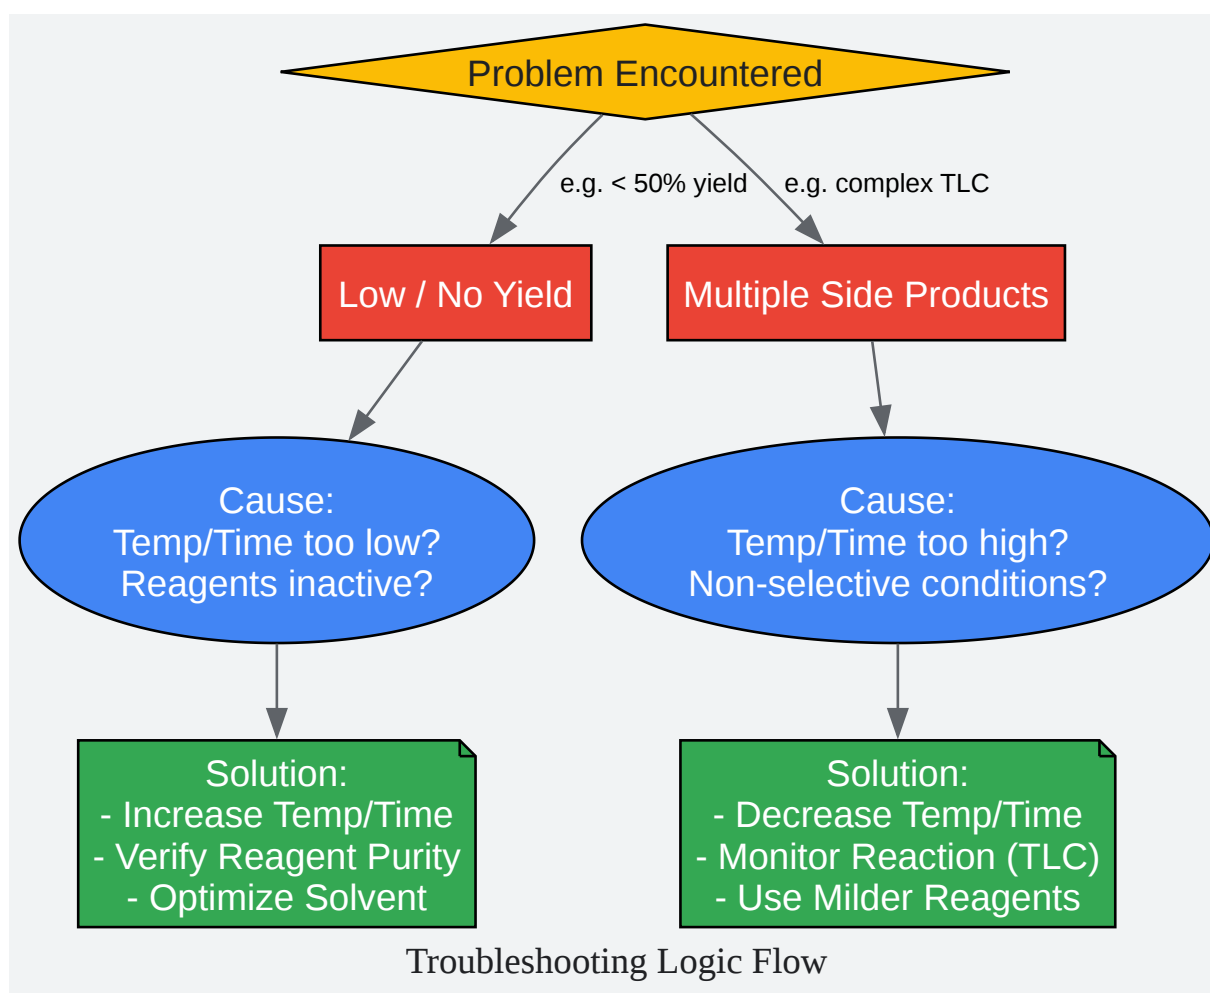 Problem Encountered
e.g. < 50% yield
e.g. complex TLC
Low / No Yield
Multiple Side Products
Cause:
Temp/Time too low?
Reagents inactive?
Cause:
Temp/Time too high?
Non-selective conditions?
Solution:
- Increase Temp/Time
- Verify Reagent Purity
- Optimize Solvent
Solution:
- Decrease Temp/Time
- Monitor Reaction (TLC)
- Use Milder Reagents
Troubleshooting Logic Flow